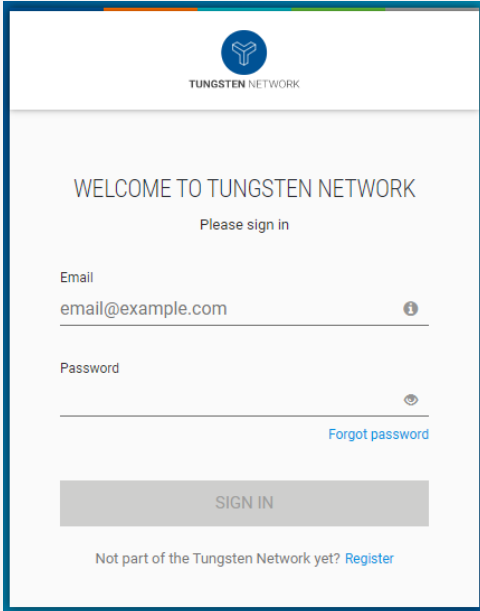 TUNGSTEN NETWORK
WELCOME TO TUNGSTEN NETWORK
Please sign in
Email
email@example.com
Password
Forgot password
SIGN IN
Not part of the Tungsten Network yet? Register